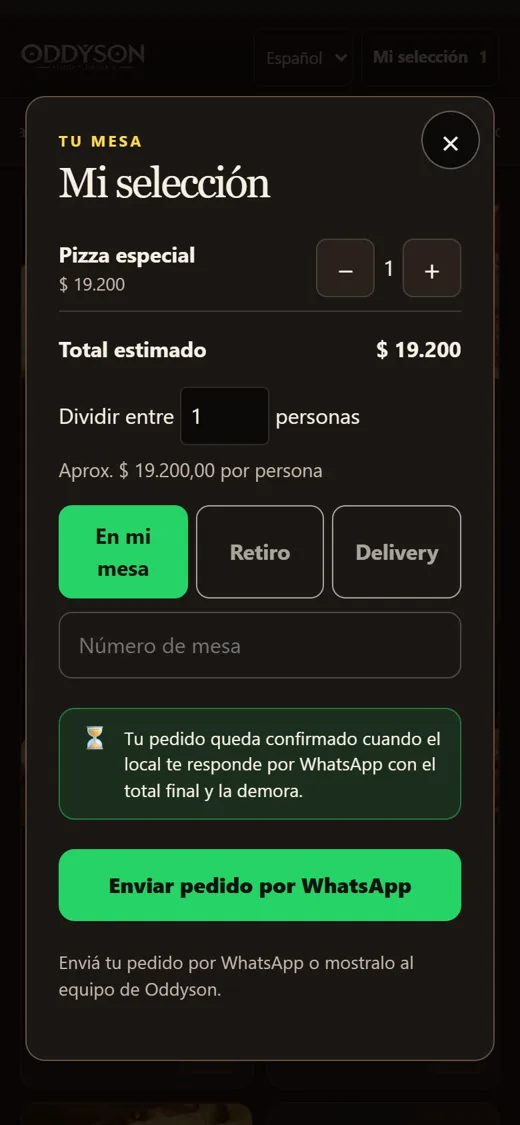 ODDYSON
Español
Mi selección 1
TU MESA
×
Mi selección
Pizza especial
$ 19.200
− 1 +
Total estimado
$ 19.200
Dividir entre 1 personas
Aprox. $ 19.200,00 por persona
En mi
mesa
Retiro
Delivery
Número de mesa
Tu pedido queda confirmado cuando el
local te responde por WhatsApp con el
total final y la demora.
Enviar pedido por WhatsApp
Enviá tu pedido por WhatsApp o mostralo al
equipo de Oddyson.